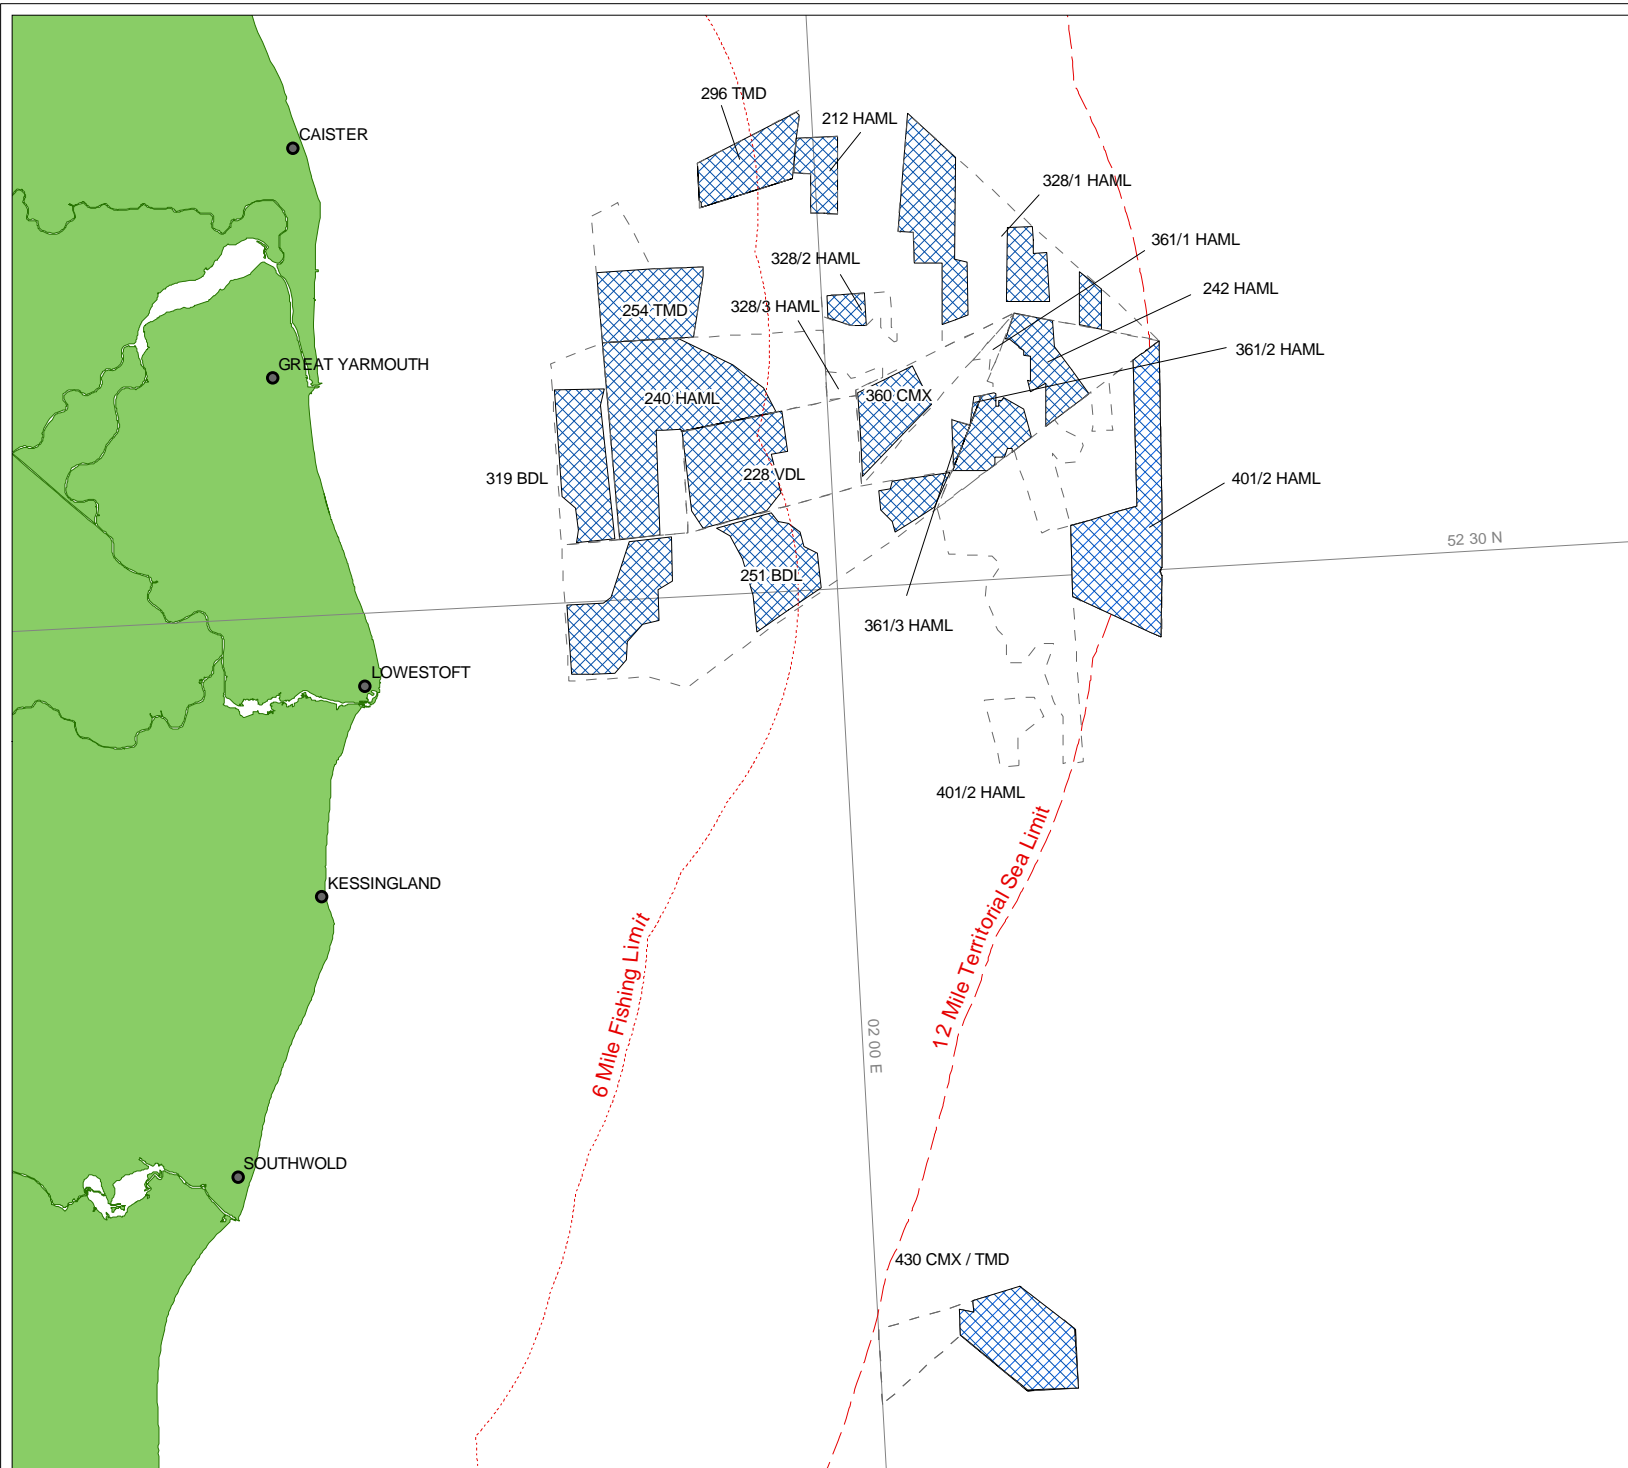 296 TMD
212 HAML
CAISTER
328/1 HAML
361/1 HAML
328/2 HAML
242 HAML
328/3 HAML
254 TMD
361/2 HAML
GREAT YARMOUTH
360 CMX
240 HAML
228 VDL
319 BDL
401/2 HAML
52 30 N
251 BDL
361/3 HAML
LOWESTOFT
401/2 HAML
12 Mile Territorial Sea Limit
KESSINGLAND
6 Mile Fishing Limit
02 00 E
SOUTHWOLD
430 CMX / TMD